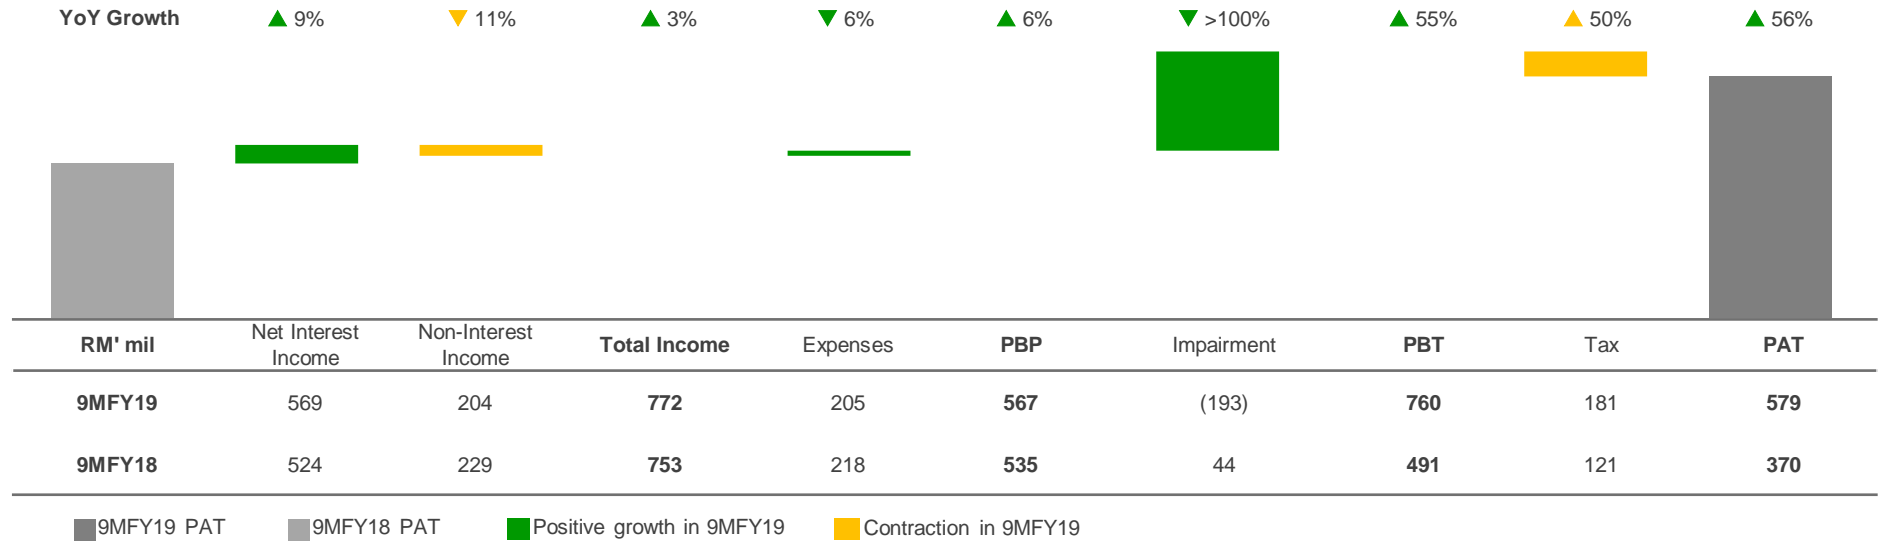 YoY Growth ▲ 9% ▼ 11% ▲ 3% ▼ 6% ▲ 6% ▼ >100% ▲ 55% ▲ 50% ▲ 56%
RM' mil Net Interest Income Non-Interest Income Total Income Expenses PBP Impairment PBT Tax PAT
9MFY19 569 204 772 205 567 (193) 760 181 579
9MFY18 524 229 753 218 535 44 491 121 370
9MFY19 PAT 9MFY18 PAT Positive growth in 9MFY19 Contraction in 9MFY19